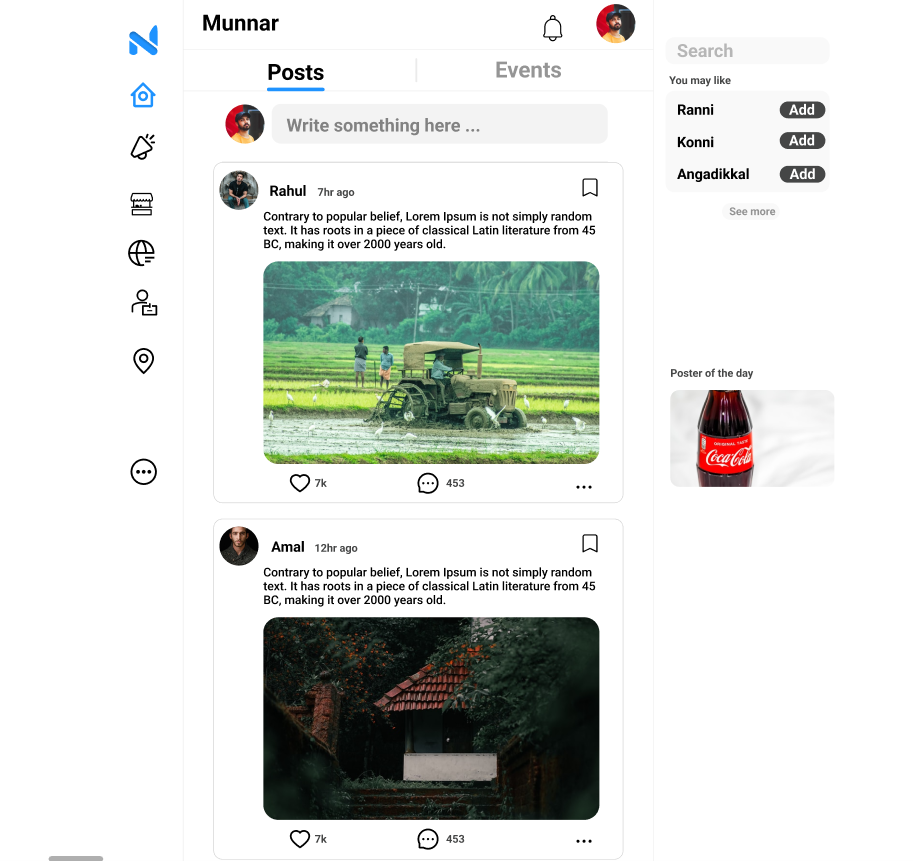 Munnar
Posts
Events
Write something here ...
Rahul 7hr ago
Contrary to popular belief, Lorem Ipsum is not simply random
text. It has roots in a piece of classical Latin literature from 45
BC, making it over 2000 years old.
7k
453
Amal 12hr ago
Contrary to popular belief, Lorem Ipsum is not simply random
text. It has roots in a piece of classical Latin literature from 45
BC, making it over 2000 years old.
7k
453
Search
You may like
Ranni Add
Konni Add
Angadikkal Add
See more
Poster of the day
ORIGINAL TASTE
Coca-Cola